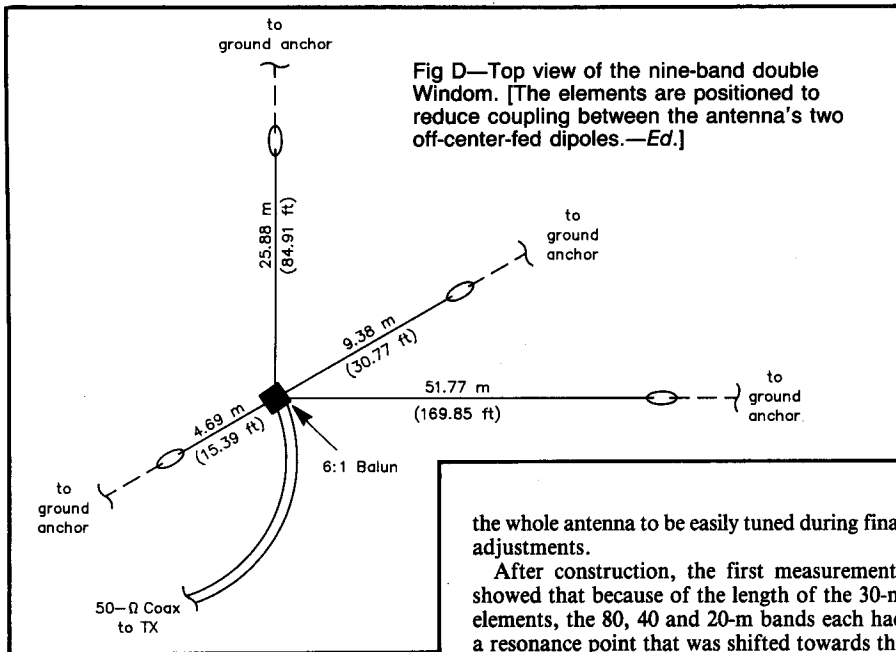 to
ground anchor
Fig D—Top view of the nine-band double
Windom. [The elements are positioned to
reduce coupling between the antenna's two
off-center-fed dipoles.—Ed.]
25.88 m
(84.91 ft)
to
ground
anchor
9.38 m
(30.77 ft)
51.77 m
(169.85 ft)
to
ground
anchor
4.69 m
(15.39 ft)
6:1 Balun
to
ground
anchor
50-Ω Coax
to TX
the whole antenna to be easily tuned during fina
adjustments.
After construction, the first measurement
showed that because of the length of the 30-m
elements, the 80, 40 and 20-m bands each had
a resonance point that was shifted towards th